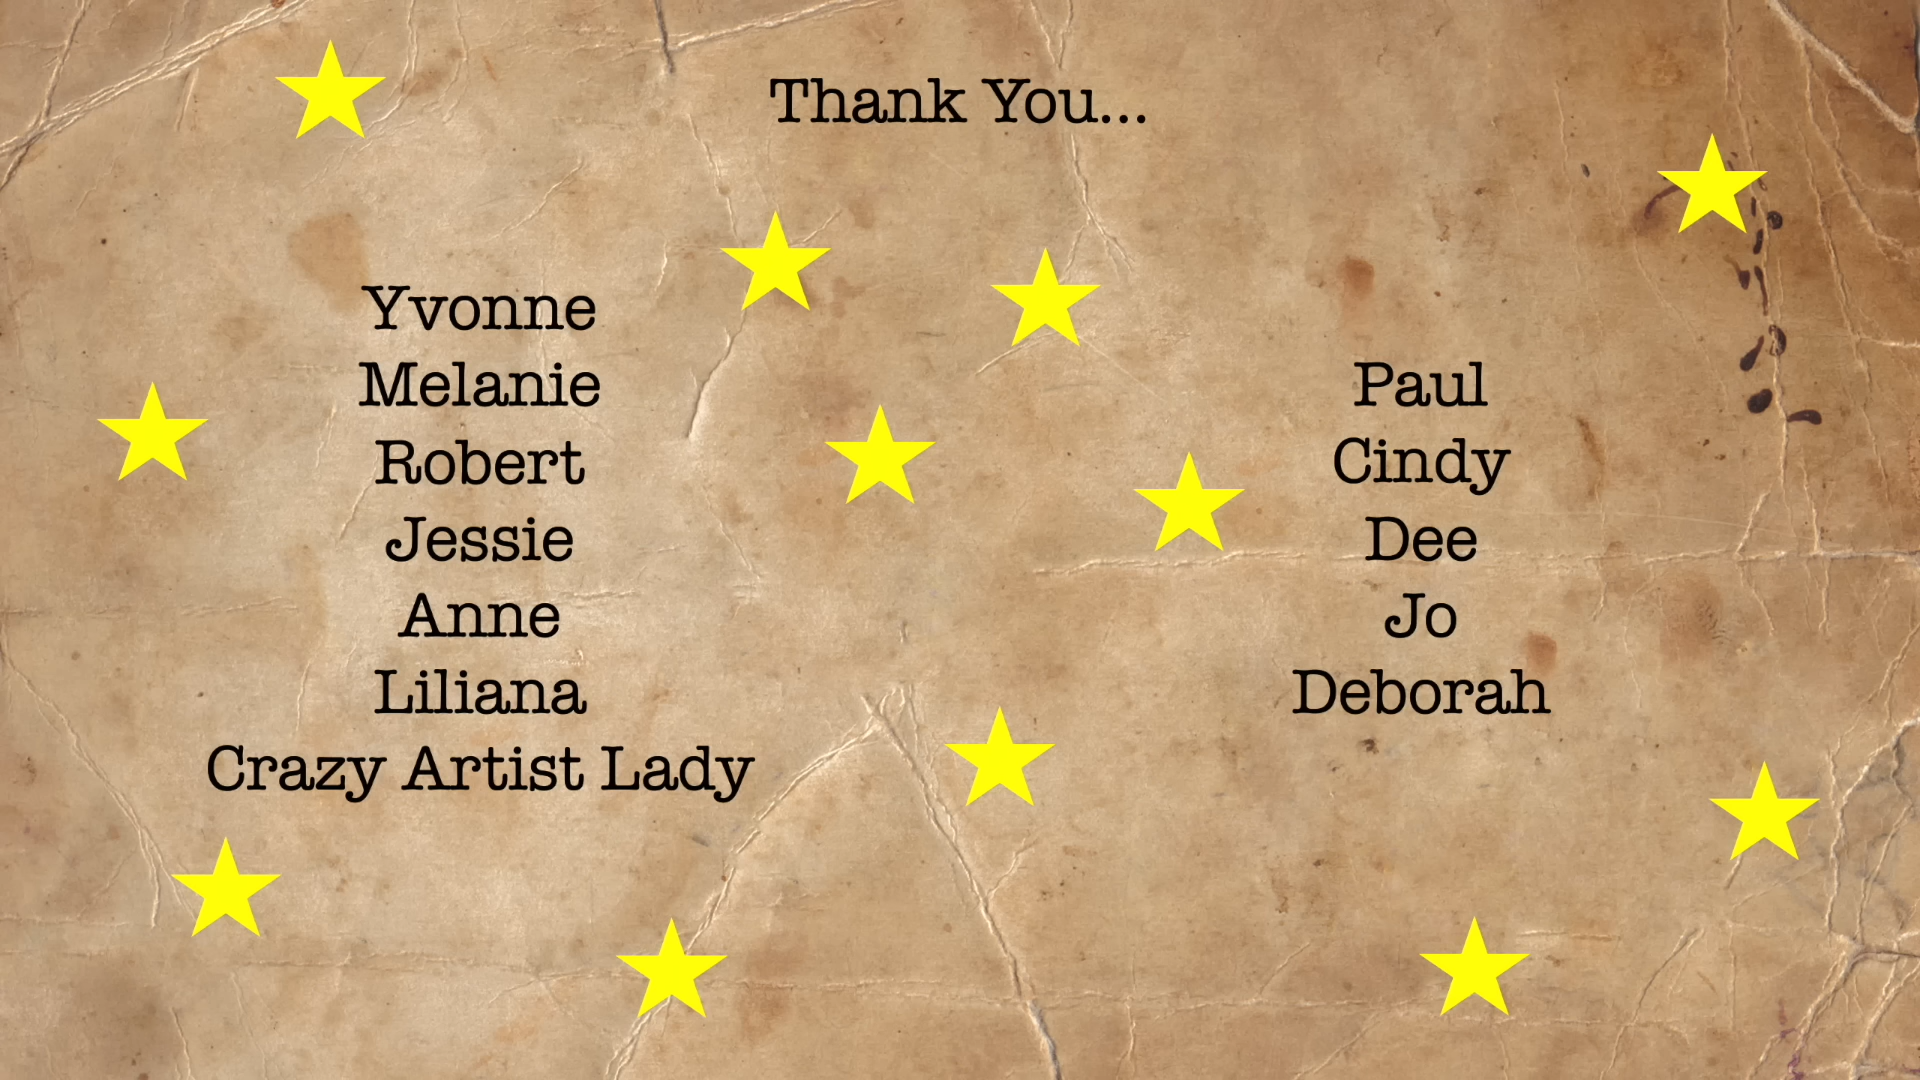 Thank You...
Yvonne
Melanie
Robert
Jessie
Anne
Liliana
Crazy Artist Lady
Paul
Cindy
Dee
Jo
Deborah